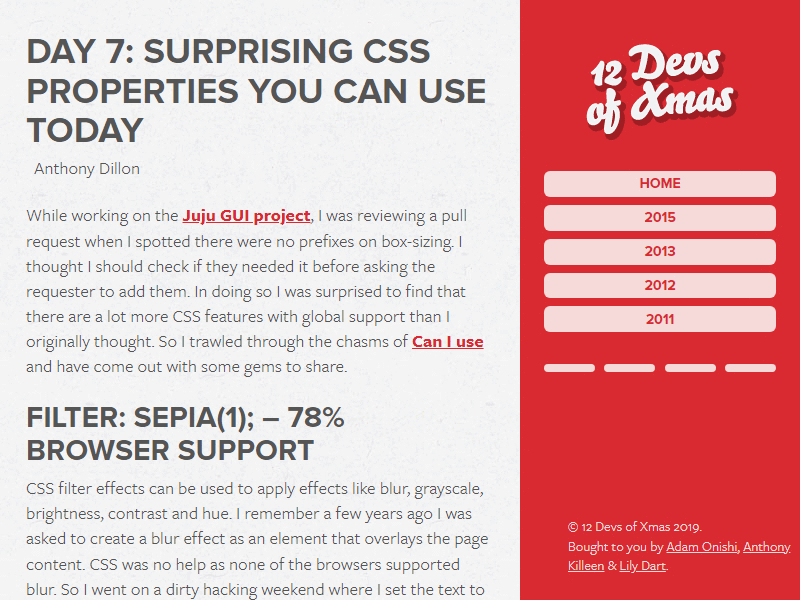 DAY 7: SURPRISING CSS
PROPERTIES YOU CAN USE
TODAY
Anthony Dillon
While working on the Juju GUI project, I was reviewing a pull
request when I spotted there were no prefixes on box-sizing. I
thought I should check if they needed it before asking the
requester to add them. In doing so I was surprised to find that
there are a lot more CSS features with global support than I
originally thought. So I trawled through the chasms of Can I use
and have come out with some gems to share.
FILTER: SEPIA(1); – 78%
BROWSER SUPPORT
CSS filter effects can be used to apply effects like blur, grayscale,
brightness, contrast and hue. I remember a few years ago I was
asked to create a blur effect as an element that overlays the page
content. CSS was no help as none of the browsers supported
blur. So I went on a dirty hacking weekend where I set the text to
12 Devs
of Xmas
HOME
2015
2013
2012
2011
© 12 Devs of Xmas 2019.
Bought to you by Adam Onishi, Anthony
Killeen & Lily Dart.